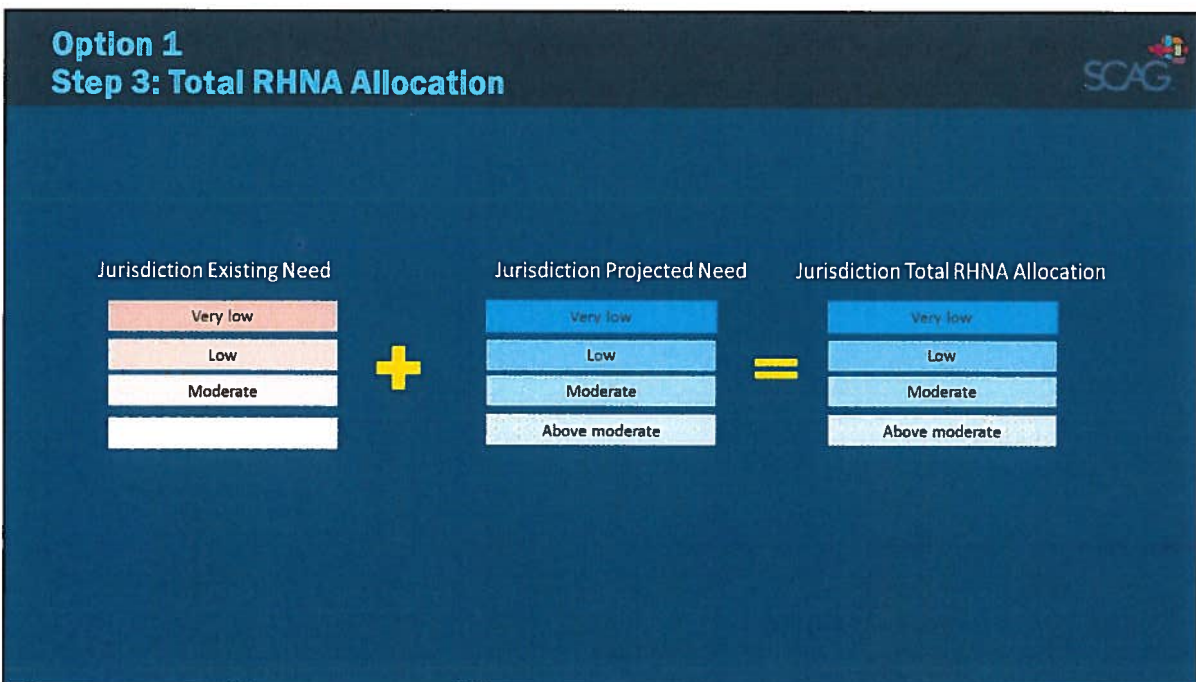 Option 1
Step 3: Total RHNA Allocation
SCAG
Jurisdiction Existing Need
Very low
Low
Moderate
+
Jurisdiction Projected Need
Very low
Low
Moderate
Above moderate
=
Jurisdiction Total RHNA Allocation
Very low
Low
Moderate
Above moderate